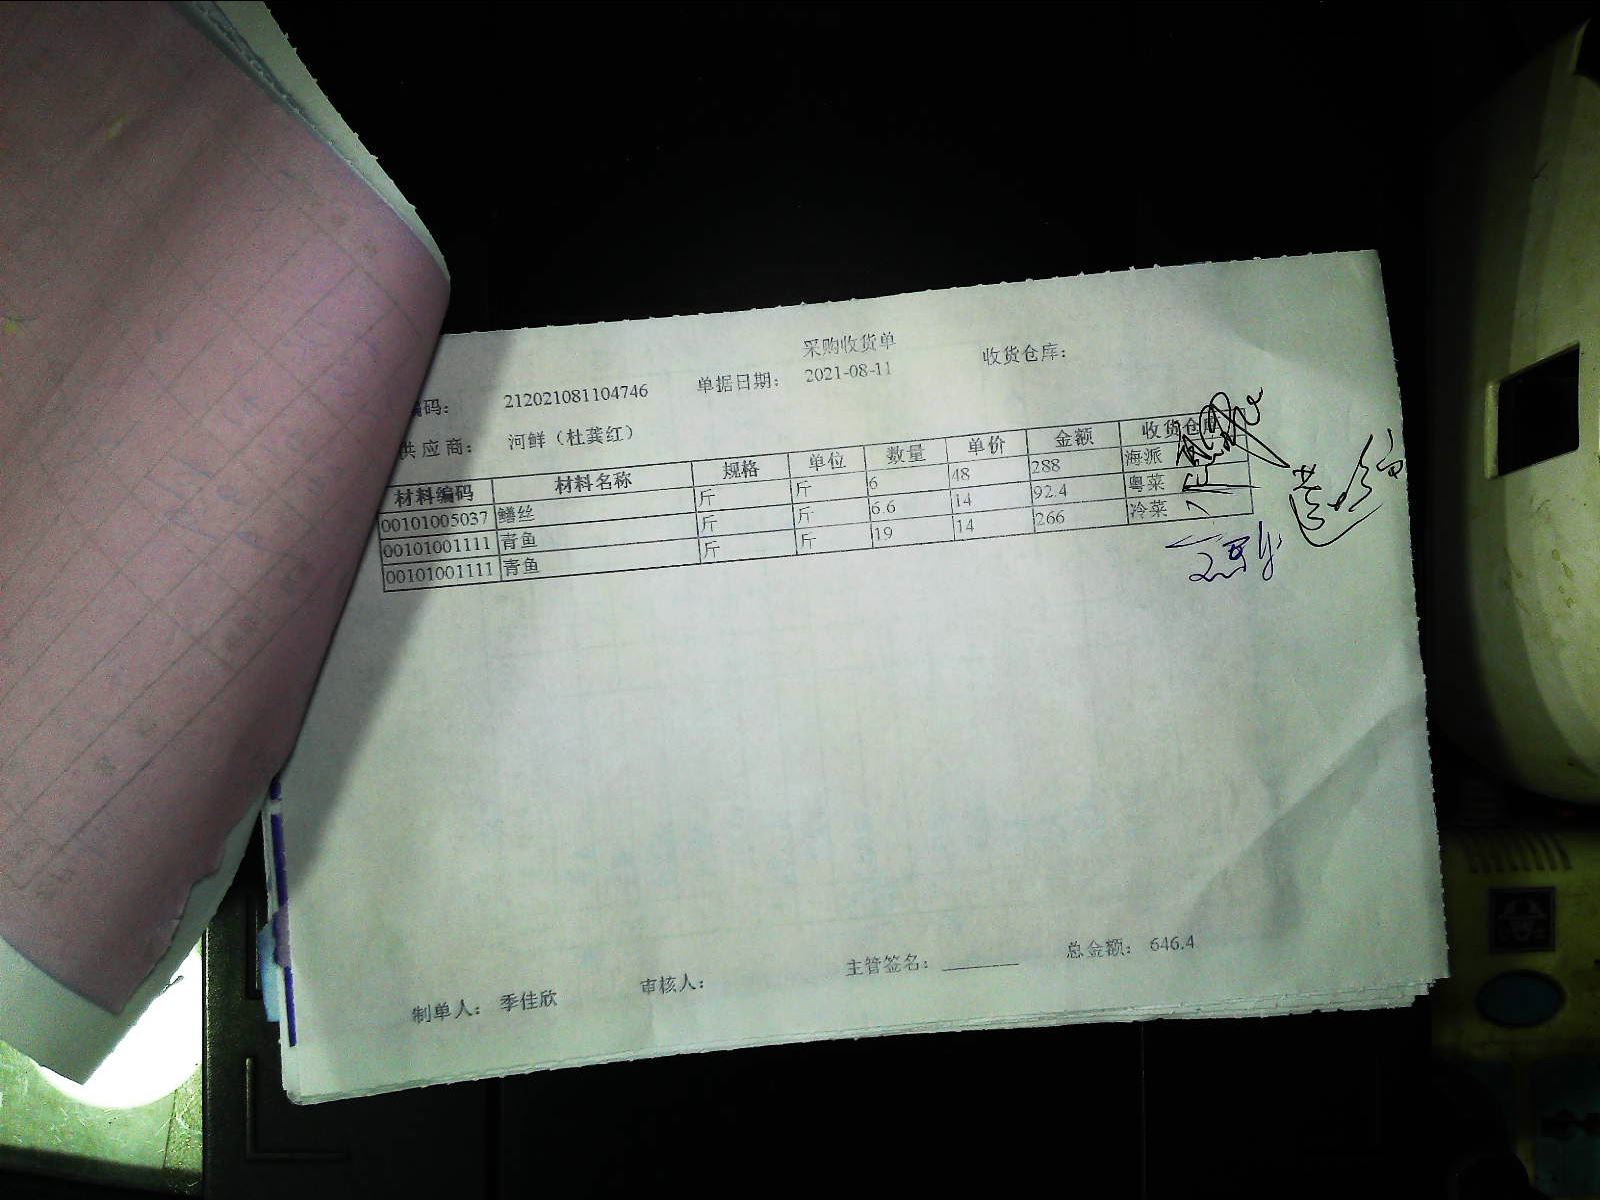 采购收货单
编码： 212021081104746 单据日期： 2021-08-11 收货仓库：
供应商： 河鲜（杜龚红）
材料编码 材料名称 规格 单位 数量 单价 金额 收货仓库
00101005037 鳝丝 斤 斤 6 48 288 海派
00101001111 青鱼 斤 斤 6.6 14 92.4 粤菜
00101001111 青鱼 斤 斤 19 14 266 冷菜
制单人： 季佳欣 审核人： 主管签名： 总金额： 646.4